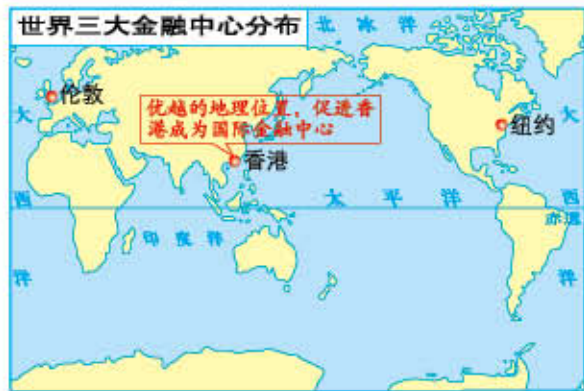 世界三大金融中心分布
北 冰 洋
伦敦
大
优越的地理位置，促进香
港成为国际金融中心
纽约
大
香港
太 平 洋
西
西
赤道
印 度 洋
洋
洋